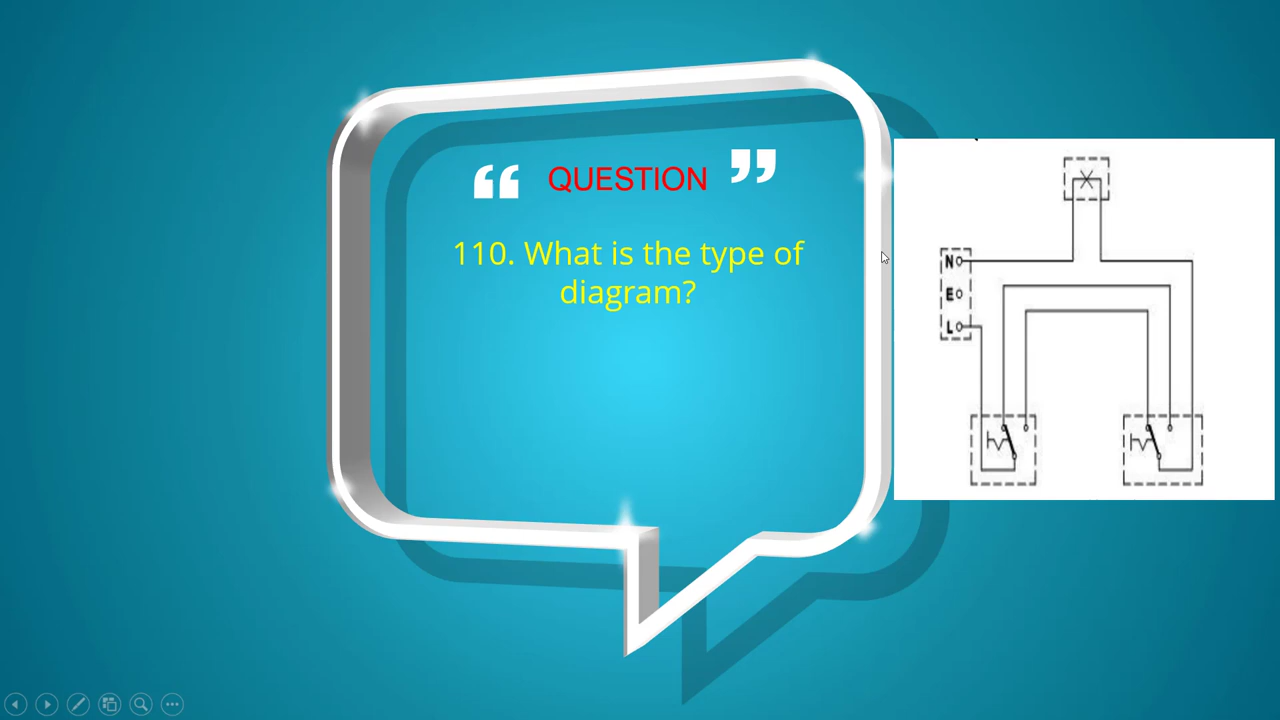 “ QUESTION ”
110. What is the type of
diagram?
N
E
L